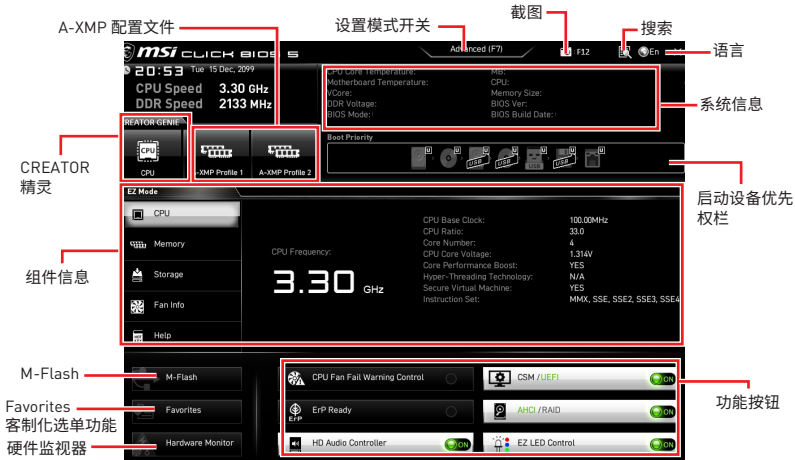 A-XMP 配置文件
设置模式开关
截图
搜索
语言
msi CLICK BIOS 5
Advanced (F7)
F12
En
20:53 Tue 15 Dec, 2099
CPU Speed 3.30 GHz
DDR Speed 2133 MHz
CPU Core Temperature:
Motherboard Temperature:
VCore:
DDR Voltage:
BIOS Mode:
MB:
CPU:
Memory Size:
BIOS Ver:
BIOS Build Date:
系统信息
CREATOR GENIE
CPU
CPU
A-XMP Profile 1
A-XMP Profile 2
Boot Priority
U U U U U U U
USB USB USB USB
CREATOR
精灵
启动设备优先
权栏
EZ Mode
CPU
Memory
Storage
Fan Info
Help
组件信息
CPU Frequency:
3.30 GHz
CPU Base Clock: 100.00MHz
CPU Ratio: 33.0
Core Number: 4
CPU Core Voltage: 1.314V
Core Performance Boost: YES
Hyper-Threading Technology: N/A
Secure Virtual Machine: YES
Instruction Set: MMX, SSE, SSE2, SSE3, SSE4
M-Flash
Favorites
客制化选单功能
硬件监视器
M-Flash
Favorites
Hardware Monitor
CPU Fan Fail Warning Control
CSM /UEFI ON
ErP
ErP Ready
AHCI /RAID ON
HD Audio Controller ON
EZ LED Control ON
功能按钮